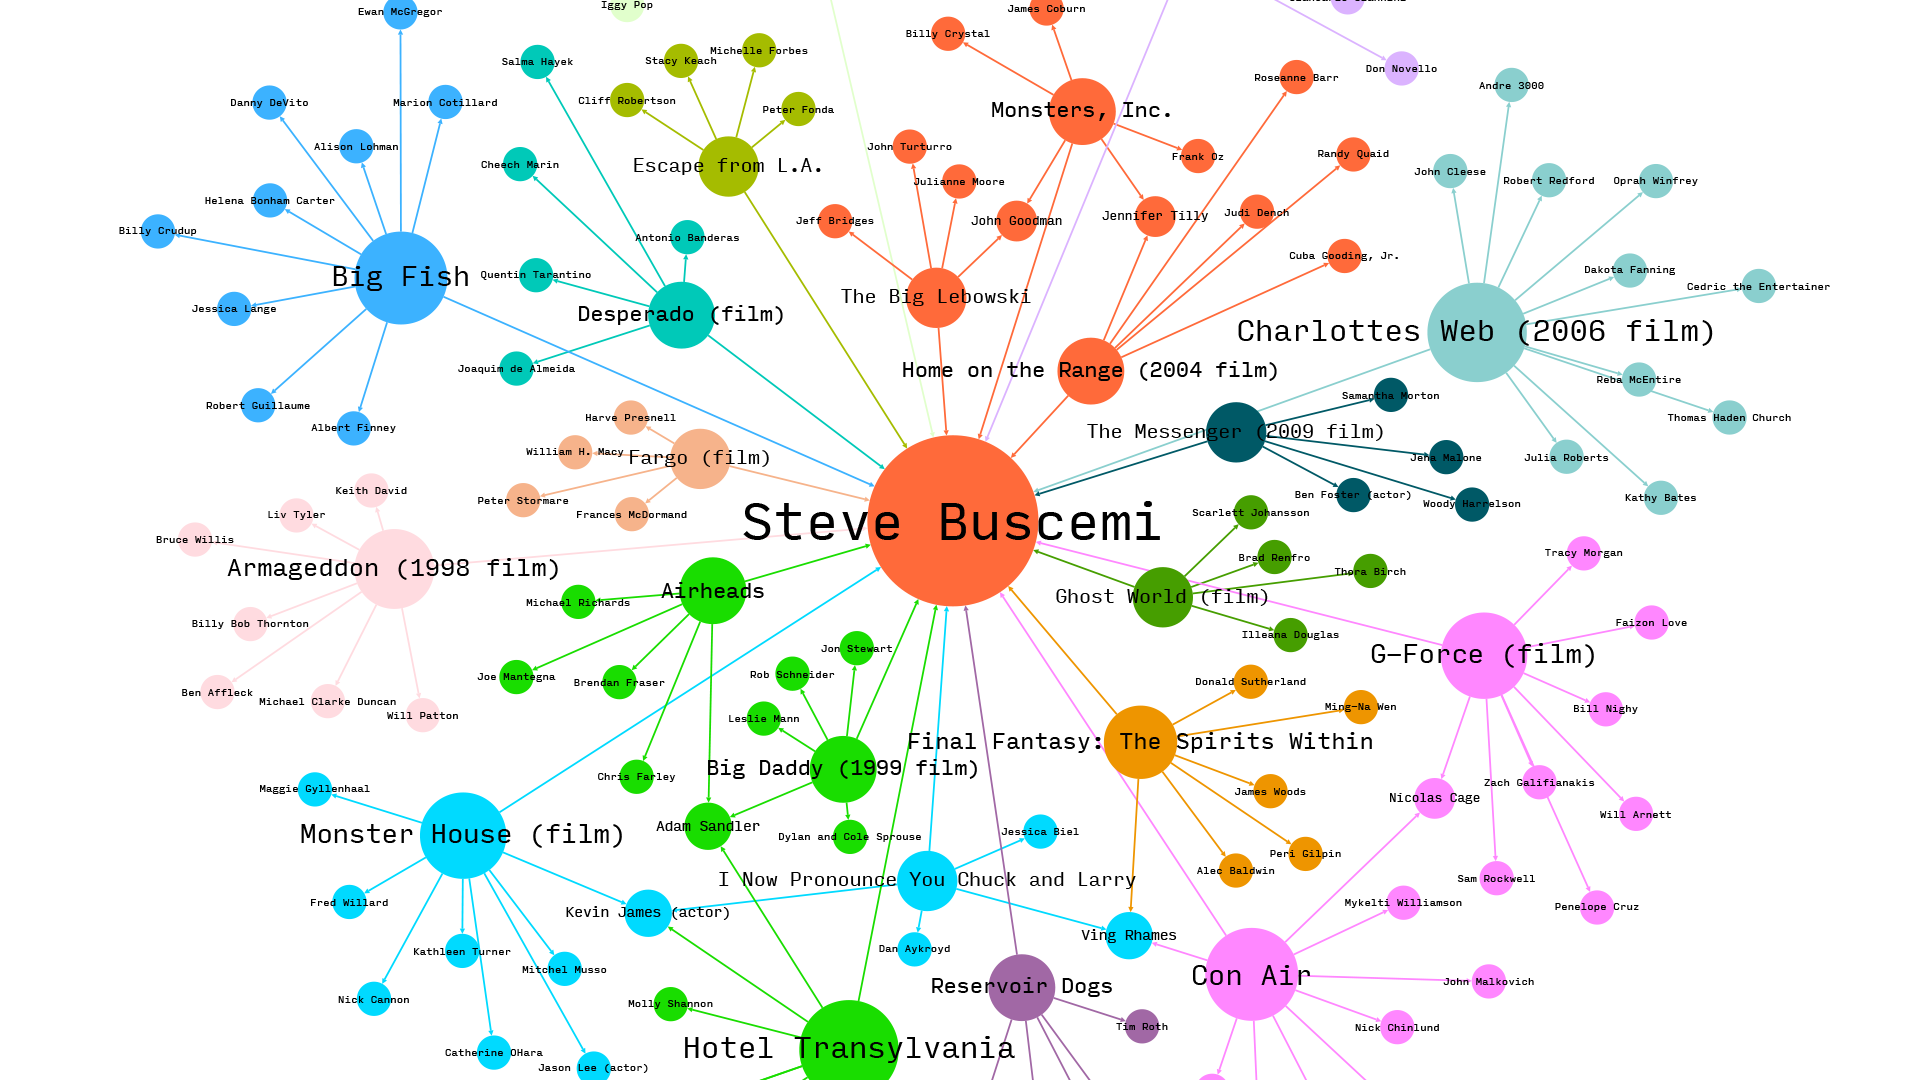 Iggy Pop
Ewan McGregor
James Coburn
Billy Crystal
Michelle Forbes
Salma Hayek
Stacy Keach
Don Novello
Roseanne Barr
Andre 3000
Danny DeVito
Marion Cotillard
Cliff Robertson
Peter Fonda
Monsters, Inc.
Alison Lohman
John Turturro
Frank Oz
Randy Quaid
Cheech Marin
Escape from L.A.
John Cleese
Julianne Moore
Robert Redford
Oprah Winfrey
Helena Bonham Carter
Jeff Bridges
John Goodman
Jennifer Tilly
Judi Dench
Billy Crudup
Antonio Banderas
Cuba Gooding, Jr.
Big Fish
Quentin Tarantino
Dakota Fanning
Cedric the Entertainer
The Big Lebowski
Jessica Lange
Desperado (film)
Charlottes Web (2006 film)
Joaquim de Almeida
Home on the Range (2004 film)
Reba McEntire
Samantha Morton
Robert Guillaume
Harve Presnell
Thomas Haden Church
Albert Finney
The Messenger (2009 film)
William H. Macy
Fargo (film)
Jena Malone
Julia Roberts
Keith David
Peter Stormare
Ben Foster (actor)
Woody Harrelson
Kathy Bates
Liv Tyler
Frances McDormand
Steve Buscemi
Scarlett Johansson
Bruce Willis
Brad Renfro
Tracy Morgan
Armageddon (1998 film)
Thora Birch
Airheads
Michael Richards
Ghost World (film)
Billy Bob Thornton
Illeana Douglas
Faizon Love
Jon Stewart
G-Force (film)
Joe Mantegna
Brendan Fraser
Rob Schneider
Donald Sutherland
Ben Affleck
Michael Clarke Duncan
Will Patton
Leslie Mann
Ming-Na Wen
Bill Nighy
Final Fantasy: The Spirits Within
Chris Farley
Big Daddy (1999 film)
Maggie Gyllenhaal
James Woods
Zach Galifianakis
Nicolas Cage
Will Arnett
Monster House (film)
Adam Sandler
Dylan and Cole Sprouse
Jessica Biel
Peri Gilpin
I Now Pronounce You Chuck and Larry
Alec Baldwin
Sam Rockwell
Fred Willard
Kevin James (actor)
Mykelti Williamson
Penelope Cruz
Kathleen Turner
Dan Aykroyd
Ving Rhames
Mitchel Musso
Reservoir Dogs
Con Air
John Malkovich
Nick Cannon
Molly Shannon
Tim Roth
Nick Chinlund
Catherine OHara
Hotel Transylvania
Jason Lee (actor)